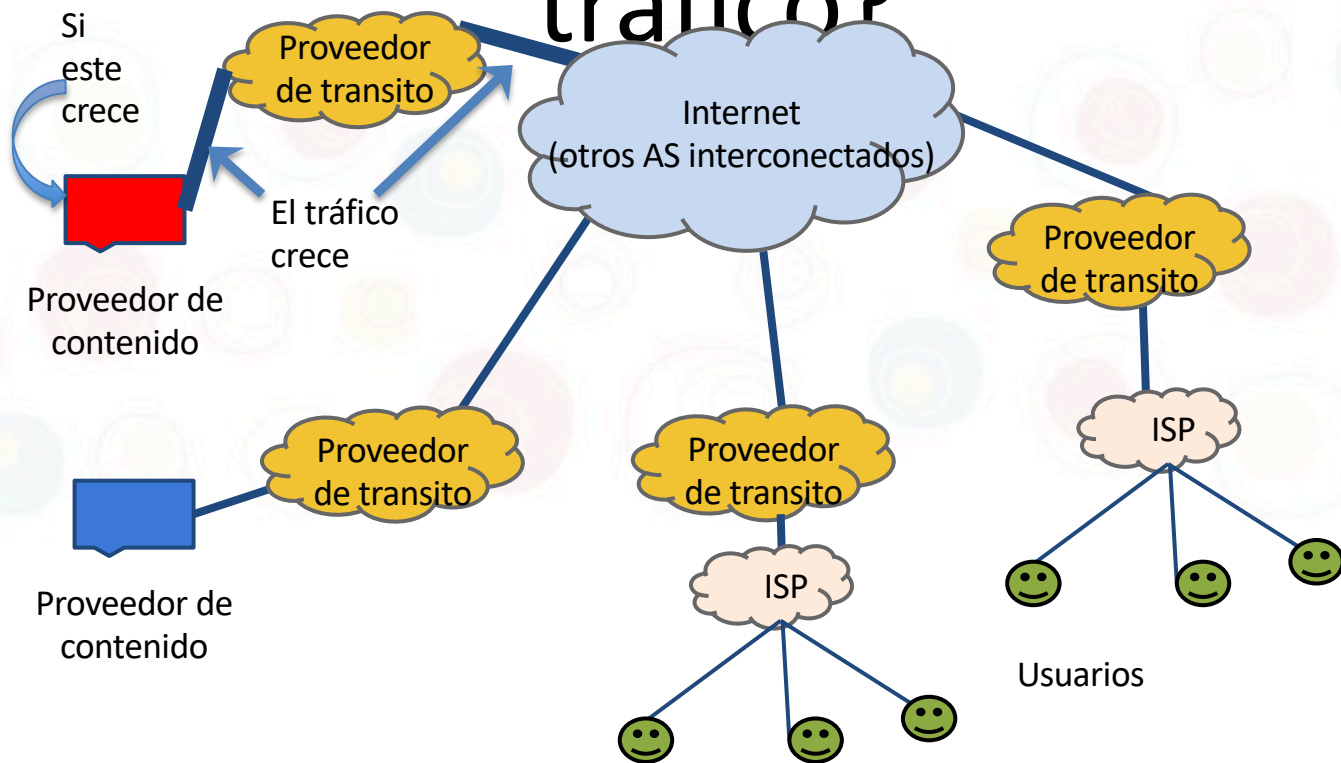 tráfico?
Si
este
crece
Proveedor
de transito
Internet
(otros AS interconectados)
El tráfico
crece
Proveedor de
contenido
Proveedor
de transito
ISP
Proveedor
de transito
Proveedor
de transito
ISP
Proveedor de
contenido
Usuarios